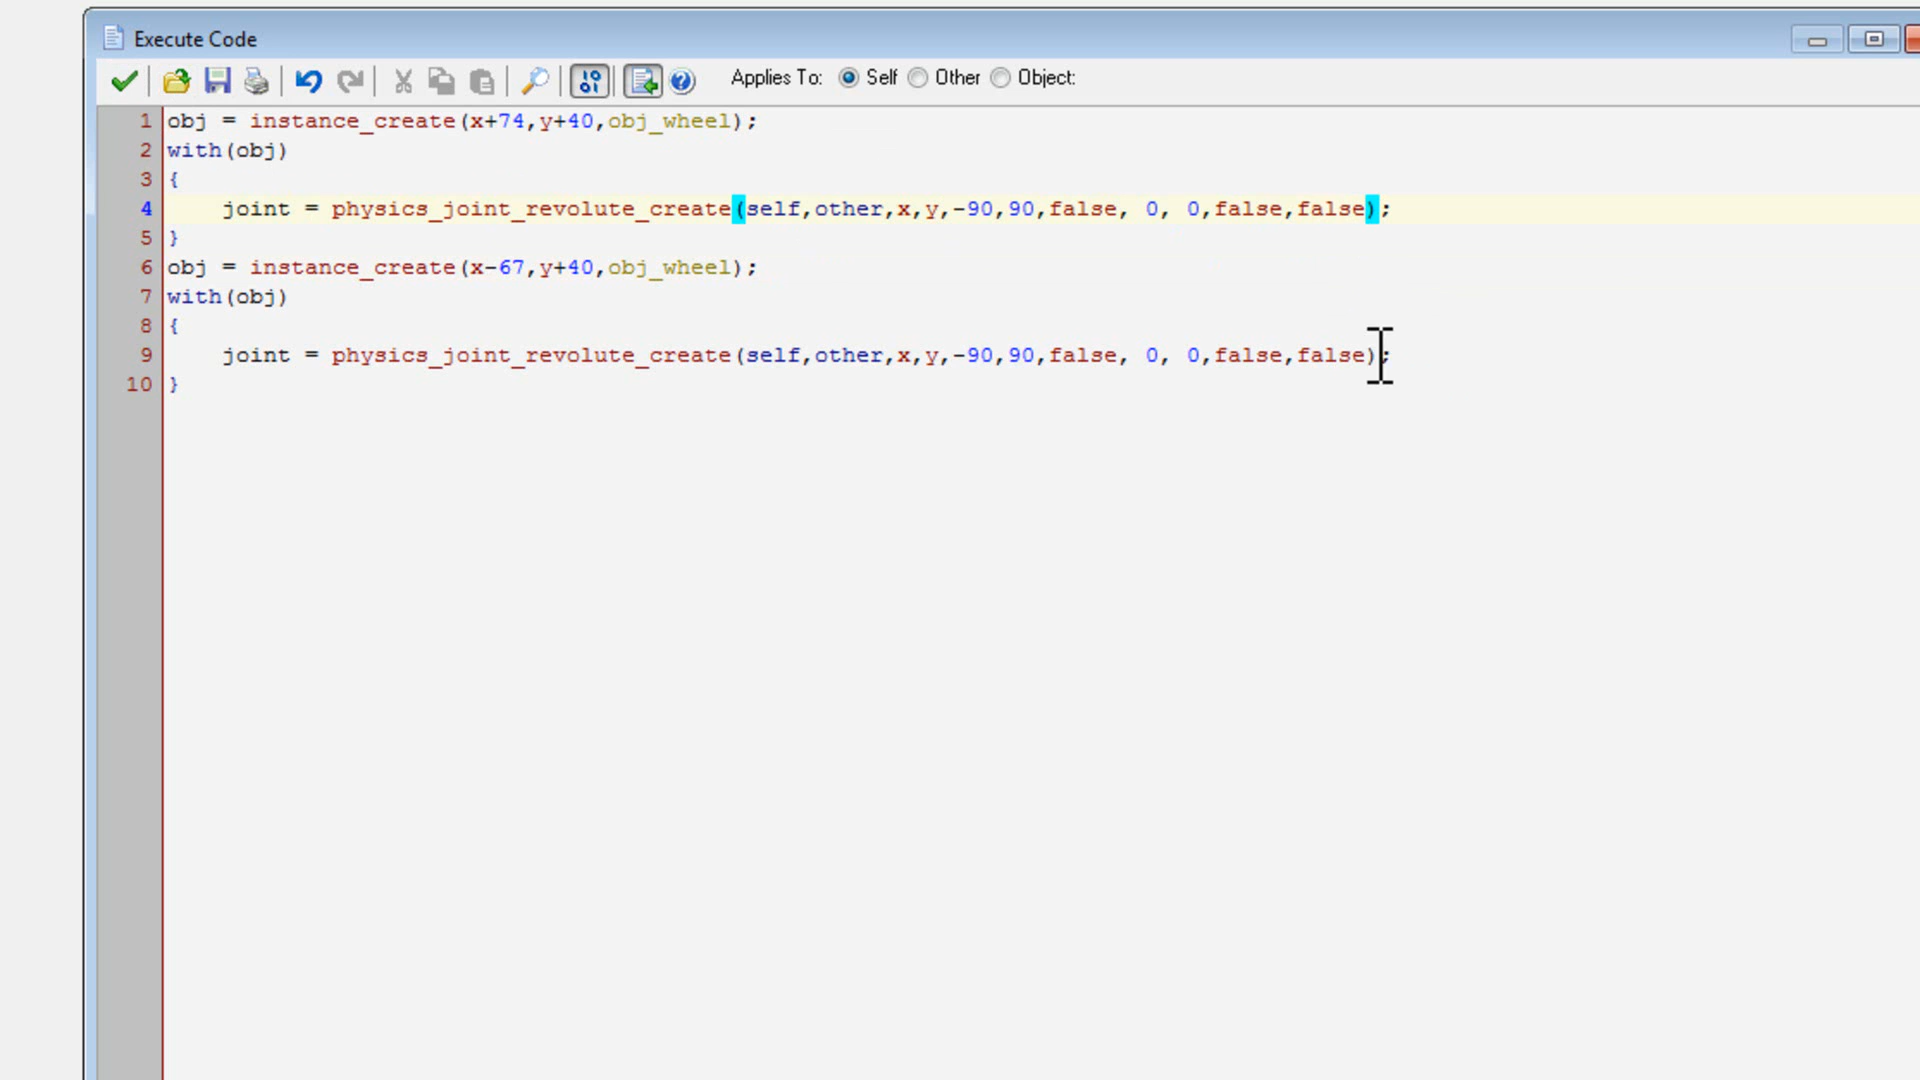 Execute Code
Applies To: Self Other Object:
1 obj = instance_create(x+74,y+40,obj_wheel);
2 with(obj)
3 {
4 joint = physics_joint_revolute_create(self,other,x,y,-90,90,false, 0, 0,false,false);
5 }
6 obj = instance_create(x-67,y+40,obj_wheel);
7 with(obj)
8 {
9 joint = physics_joint_revolute_create(self,other,x,y,-90,90,false, 0, 0,false,false);
10 }